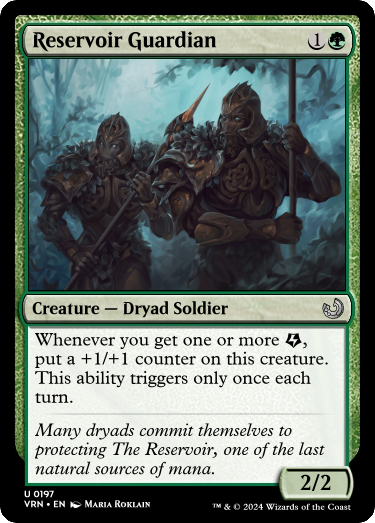 Reservoir Guardian 1
Creature — Dryad Soldier
Whenever you get one or more ,
put a +1/+1 counter on this creature.
This ability triggers only once each
turn.
Many dryads commit themselves to
protecting The Reservoir, one of the last
natural sources of mana.
2/2
U 0197
VRN • EN Maria Roklain
™ & © 2024 Wizards of the Coast